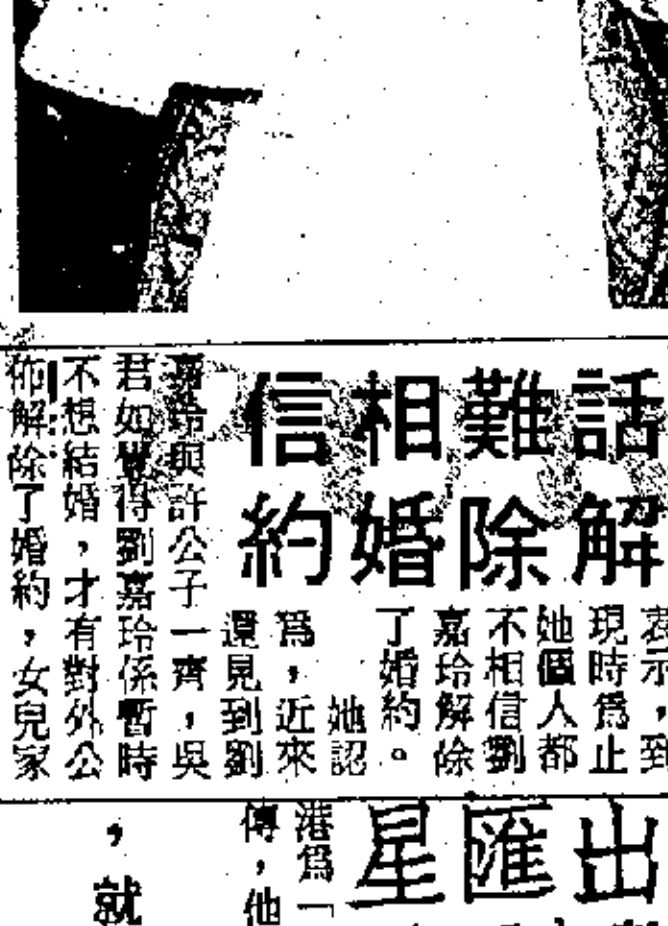 話難相信
解除婚約
表示，到
現時爲止
她個人都
不相信劉
嘉玲解除
了婚約。
她認
爲，近來
還見到劉
嘉玲與許公子一齊，吳
君如覺得劉嘉玲係暫時
不想結婚，才有對外公
佈解除了婚約，女兒家
出匯星
港爲一
傳，他
，就